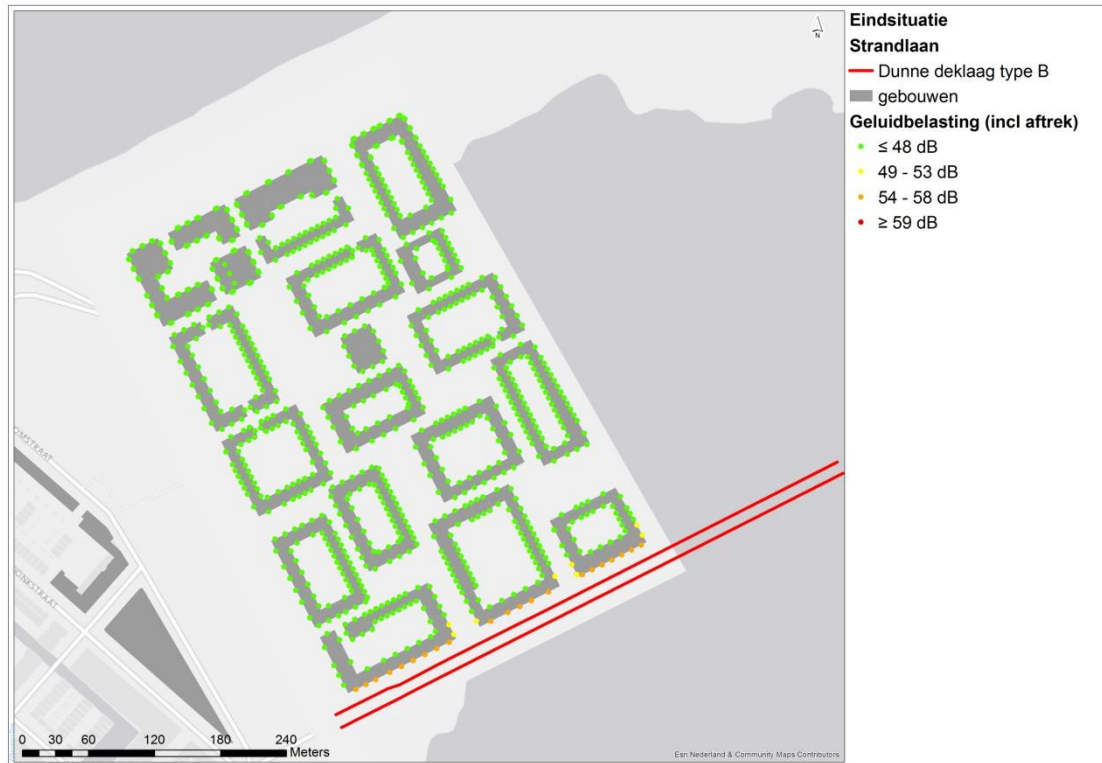 N
Eindsituatie
Strandlaan
Dunne deklaag type B
gebouwen
Geluidbelasting (incl aftrek)
≤ 48 dB
49 - 53 dB
54 - 58 dB
≥ 59 dB
0 30 60 120 180 240
Meters
Esri Nederland & Community Maps Contributors